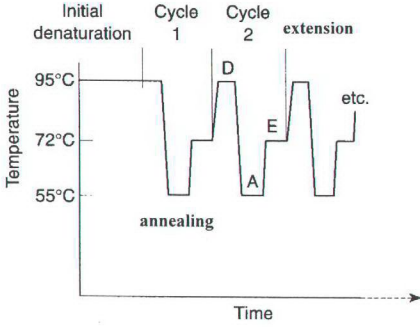 Initial
denaturation
Cycle
1
Cycle
2
extension
D
95°C
etc.
E
72°C
A
55°C
annealing
Temperature
Time